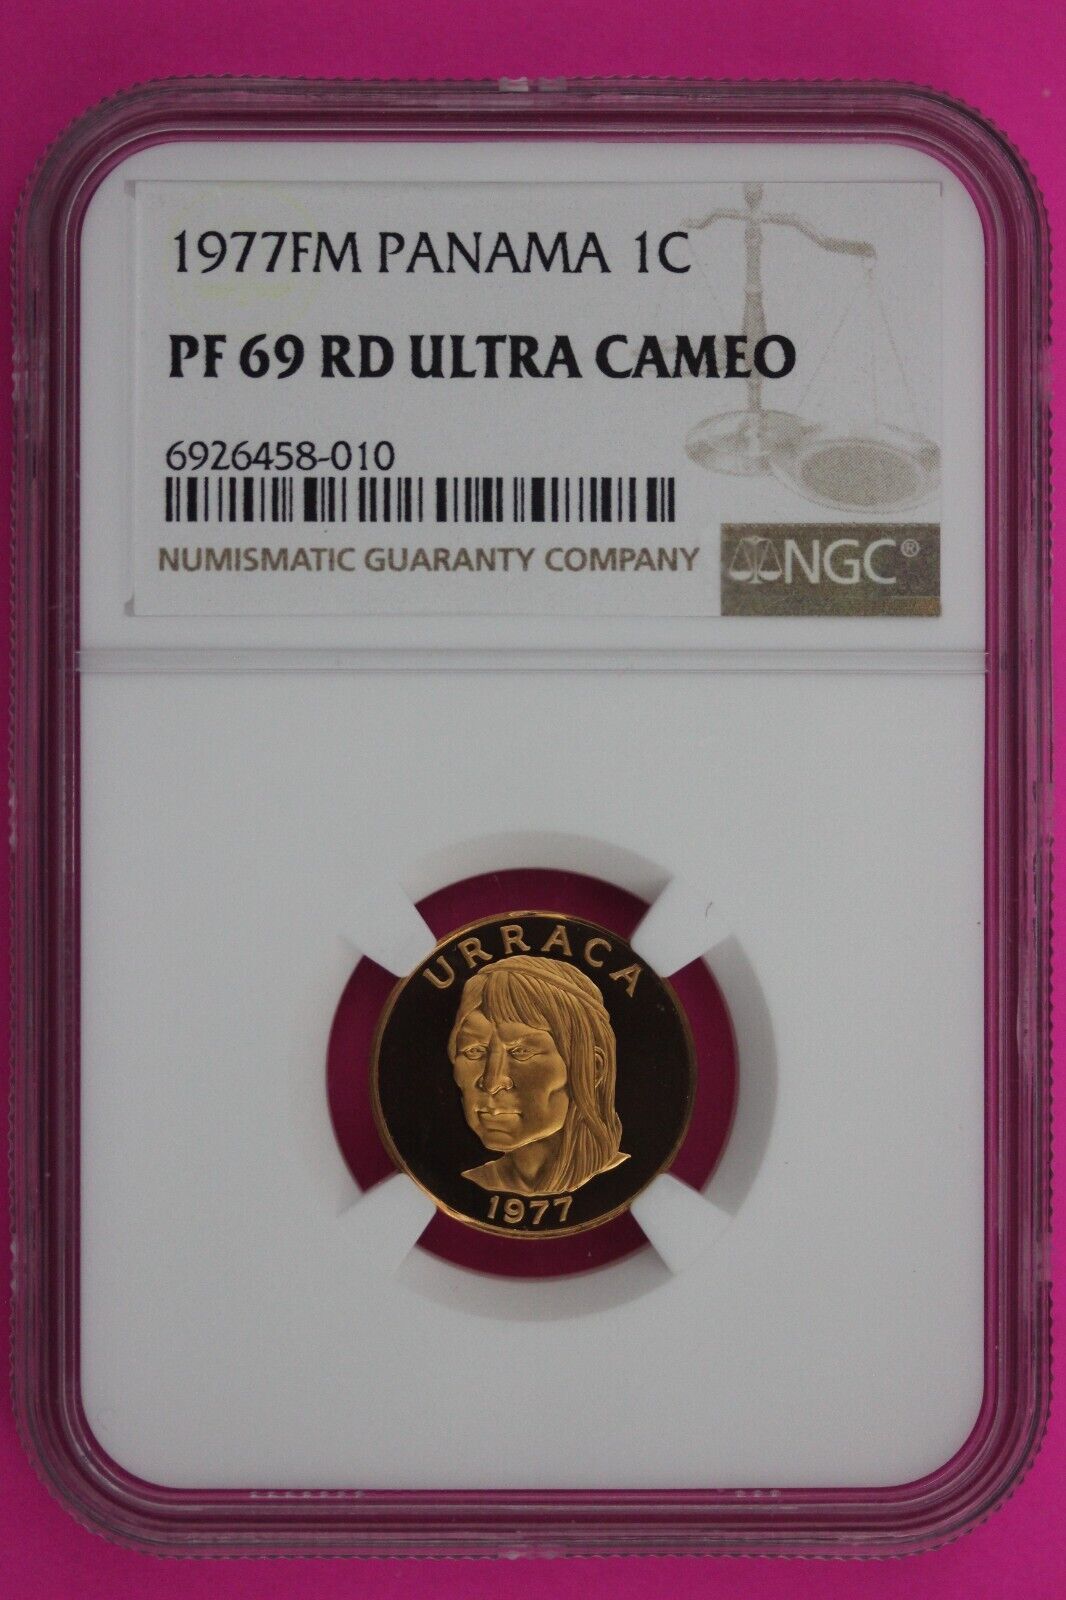 1977FM PANAMA 1C
PF 69 RD ULTRA CAMEO
6926458-010
NUMISMATIC GUARANTY COMPANY
NGC®
URRACA
1977